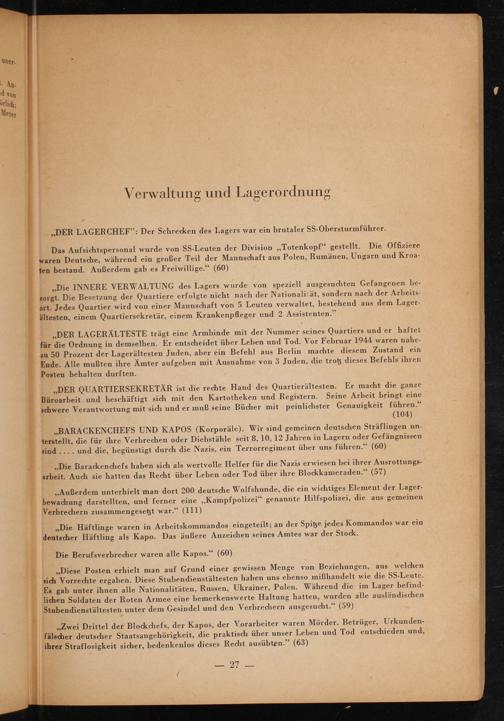 uner-
t. An-
d von
ürlich;
Meter
Verwaltung und Lagerordnung
„DER LAGERCHEF": Der Schrecken des Lagers war ein brutaler SS-Obersturmführer.
Das Aufsichtspersonal wurde von SS-Leuten der Division „Totenkopf" gestellt. Die Offiziere
waren Deutsche, während ein großer Teil der Mannschaft aus Polen, Rumänen, Ungarn und Kroa-
ten bestand. Außerdem gab es Freiwillige." (60)
„Die INNERE VERWALTUNG des Lagers wurde von speziell ausgesuchten Gefangenen be-
sorgt. Die Besetzung der Quartiere erfolgte nicht nach der Nationalität, sondern nach der Arbeits-
art. Jedes Quartier wird von einer Mannschaft von 5 Leuten verwaltet, bestehend aus dem Lager-
ältesten, einem Quartiersekretär, einem Krankenpfleger und 2 Assistenten."
„DER LAGERÄLTESTE trägt eine Armbinde mit der Nummer seines Quartiers und er haftet
für die Ordnung in demselben. Er entscheidet über Leben und Tod. Vor Februar 1944 waren nahe-
zu 50 Prozent der Lagerältesten Juden, aber ein Befehl aus Berlin machte diesem Zustand ein
Ende. Alle mußten ihre Ämter aufgeben mit Ausnahme von 3 Juden, die trotz dieses Befehls ihren
Posten behalten durften.
„DER QUARTIERSEKRETÄR ist die rechte Hand des Quartierältesten. Er macht die ganze
Büroarbeit und beschäftigt sich mit den Kartotheken und Registern. Seine Arbeit bringt eine
schwere Verantwortung mit sich und er muß seine Bücher mit peinlichster Genauigkeit führen."
(104)
„BARACKENCHEFS UND KAPOS (Korporäle). Wir sind gemeinen deutschen Sträflingen un-
terstellt, die für ihre Verbrechen oder Diebstähle seit 8, 10, 12 Jahren in Lagern oder Gefängnissen
sind .... und die, begünstigt durch die Nazis, ein Terrorregiment über uns führen." (60)
„Die Barackenchefs haben sich als wertvolle Helfer für die Nazis erwiesen bei ihrer Ausrottungs-
arbeit. Auch sie hatten das Recht über Leben oder Tod über ihre Blockkameraden." (57)
„Außerdem unterhielt man dort 200 deutsche Wolfshunde, die ein wichtiges Element der Lager-
bewachung darstellten, und ferner eine „Kampfpolizei" genannte Hilfspolizei, die aus gemeinen
Verbrechern zusammengesetzt war." (111)
„Die Häftlinge waren in Arbeitskommandos eingeteilt; an der Spitze jedes Kommandos war ein
deutscher Häftling als Kapo. Das äußere Anzeichen seines Amtes war der Stock.
Die Berufsverbrecher waren alle Kapos." (60)
„Diese Posten erhielt man auf Grund einer gewissen Menge von Beziehungen, aus welchen
sich Vorrechte ergaben. Diese Stubendienstältesten haben uns ebenso mißhandelt wie die SS-Leute.
Es gab unter ihnen alle Nationalitäten, Russen, Ukrainer, Polen. Während die im Lager befind-
lichen Soldaten der Roten Armee eine bemerkenswerte Haltung hatten, wurden alle ausländischen
Stubendienstältesten unter dem Gesindel und den Verbrechern ausgesucht." (59)
„Zwei Drittel der Blockchefs, der Kapos, der Vorarbeiter waren Mörder, Betrüger, Urkunden-
fälscher deutscher Staatsangehörigkeit, die praktisch über unser Leben und Tod entschieden und,
ihrer Straflosigkeit sicher, bedenkenlos dieses Recht ausübten." (63)
— 27 —